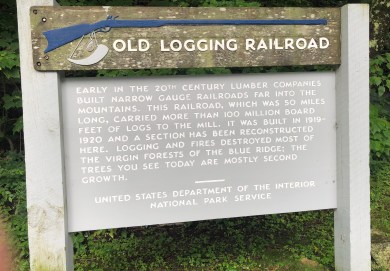 OLD LOGGING RAILROAD
EARLY IN THE 20TH CENTURY LUMBER COMPANIES
BUILT NARROW GAUGE RAILROADS FAR INTO THE
MOUNTAINS. THIS RAILROAD, WHICH WAS 50 MILES
LONG, CARRIED MORE THAN 100 MILLION BOARD
FEET OF LOGS TO THE MILL. IT WAS BUILT IN 1919-
1920 AND A SECTION HAS BEEN RECONSTRUCTED
HERE. LOGGING AND FIRES DESTROYED MOST OF
THE VIRGIN FORESTS OF THE BLUE RIDGE; THE
TREES YOU SEE TODAY ARE MOSTLY SECOND
GROWTH.
UNITED STATES DEPARTMENT OF THE INTERIOR
NATIONAL PARK SERVICE